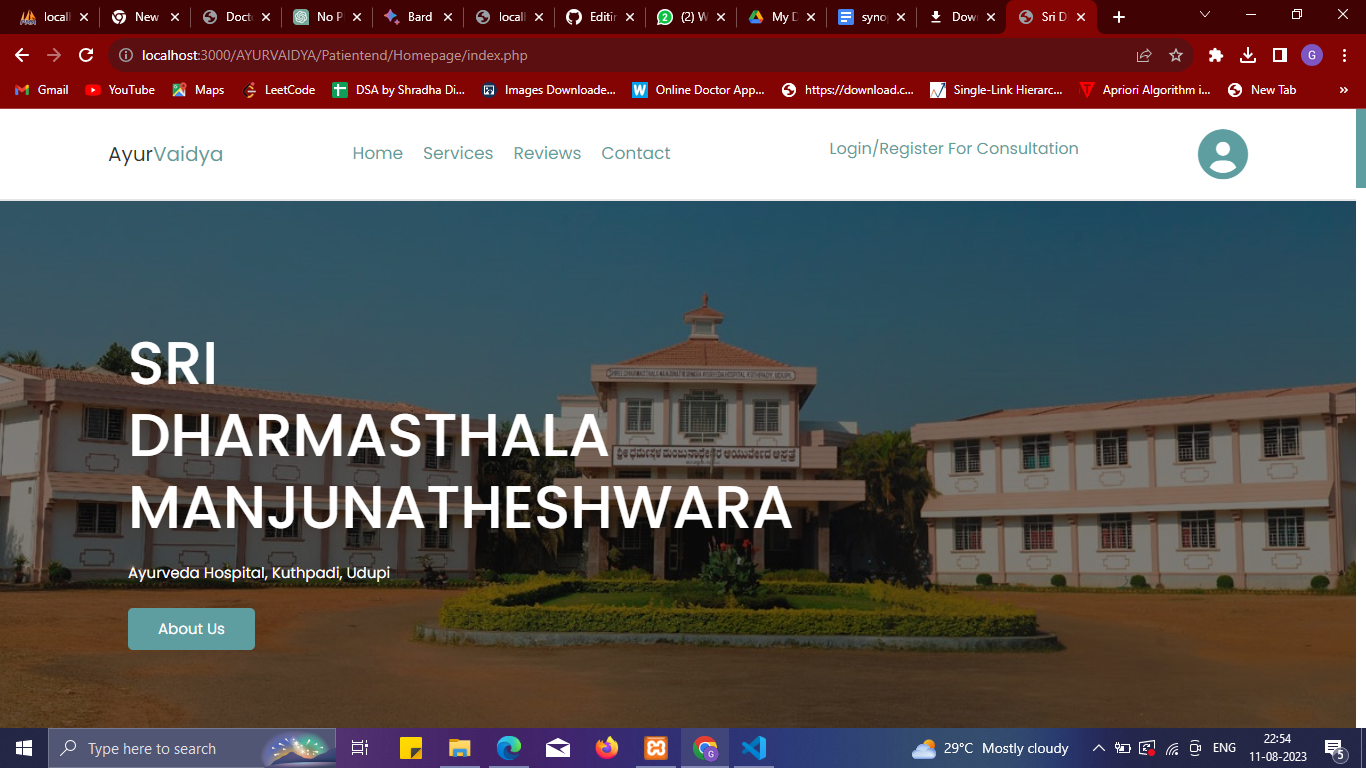 locall
New
Doct
No P
Bard
locall
Editin
(2) W
My D
synop
Down
Sri D
localhost:3000/AYURVAIDYA/Patientend/Homepage/index.php
G
Gmail
YouTube
Maps
LeetCode
DSA by Shradha Di...
Images Downloade...
Online Doctor App...
https://download.c...
Single-Link Hierarc...
Apriori Algorithm i...
New Tab
»
AyurVaidya
Home
Services
Reviews
Contact
Login/Register For Consultation
SRI
DHARMASTHALA
MANJUNATHESHWARA
Ayurveda Hospital, Kuthpadi, Udupi
About Us
Type here to search
29°C Mostly cloudy
ENG
22:54
11-08-2023
5